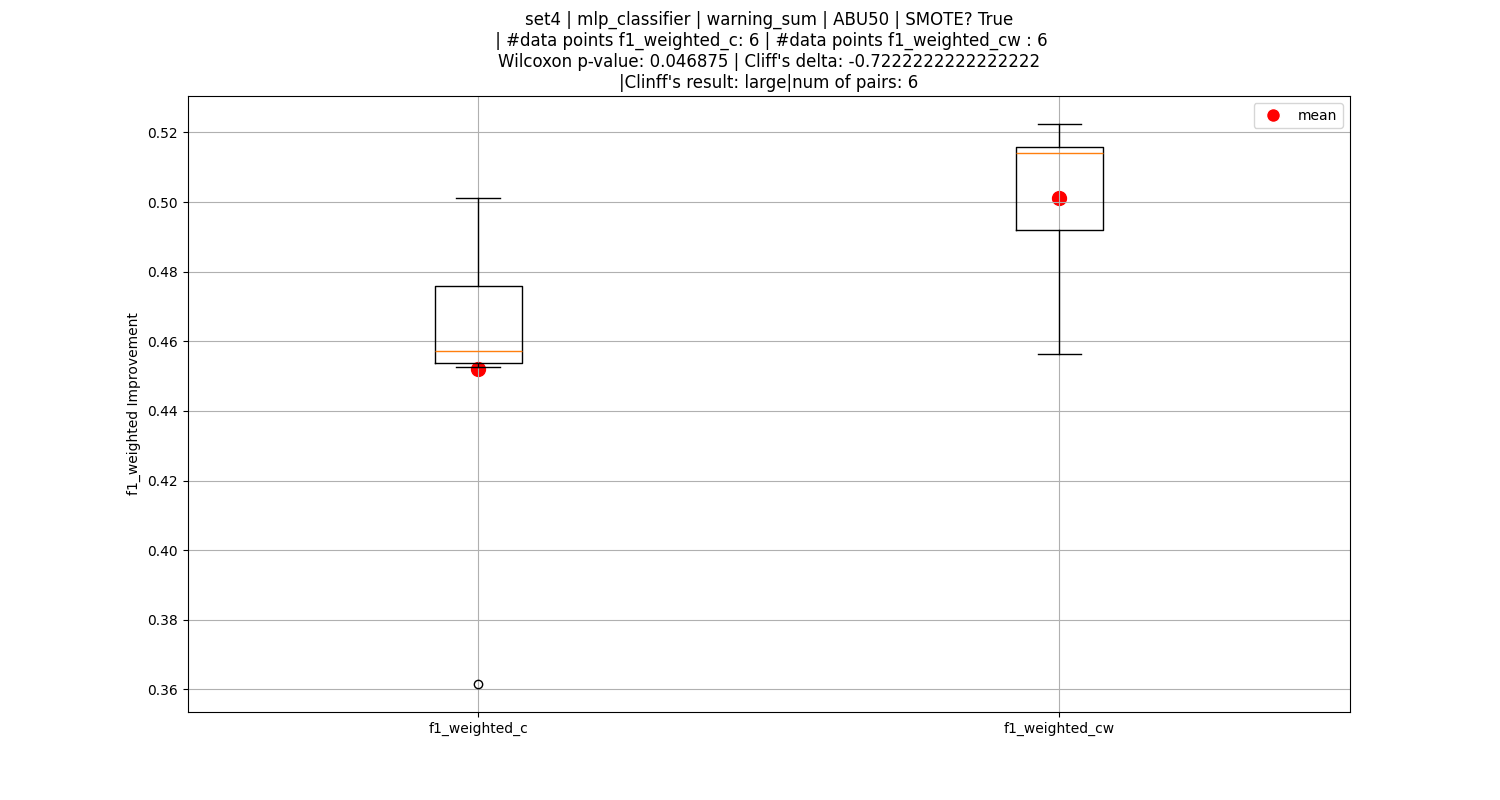 set4 | mlp_classifier | warning_sum | ABU50 | SMOTE? True
| #data points f1_weighted_c: 6 | #data points f1_weighted_cw : 6
Wilcoxon p-value: 0.046875 | Cliff's delta: -0.7222222222222222
|Clinff's result: large|num of pairs: 6
mean
0.52
0.50
0.48
0.46
0.44
0.42
0.40
0.38
0.36
f1_weighted Improvement
f1_weighted_c
f1_weighted_cw